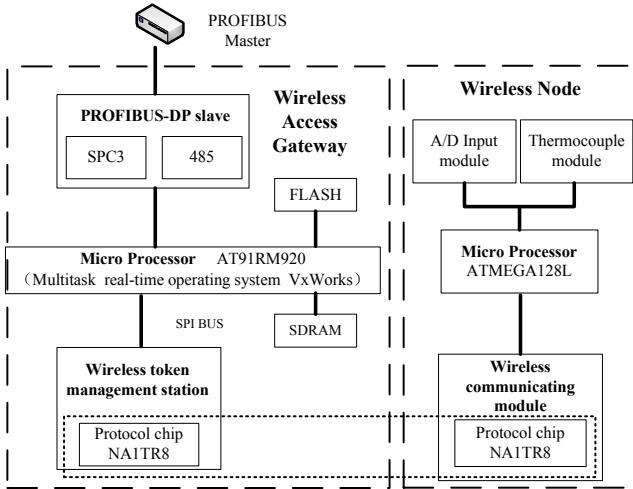 PROFIBUS
Master
Wireless
Access
Gateway
PROFIBUS-DP slave
SPC3
485
FLASH
Micro Processor AT91RM920
（Multitask real-time operating system VxWorks）
SPI BUS
SDRAM
Wireless token
management station
Protocol chip
NA1TR8
Wireless Node
A/D Input
module
Thermocouple
module
Micro Processor
ATMEGA128L
Wireless
communicating
module
Protocol chip
NA1TR8